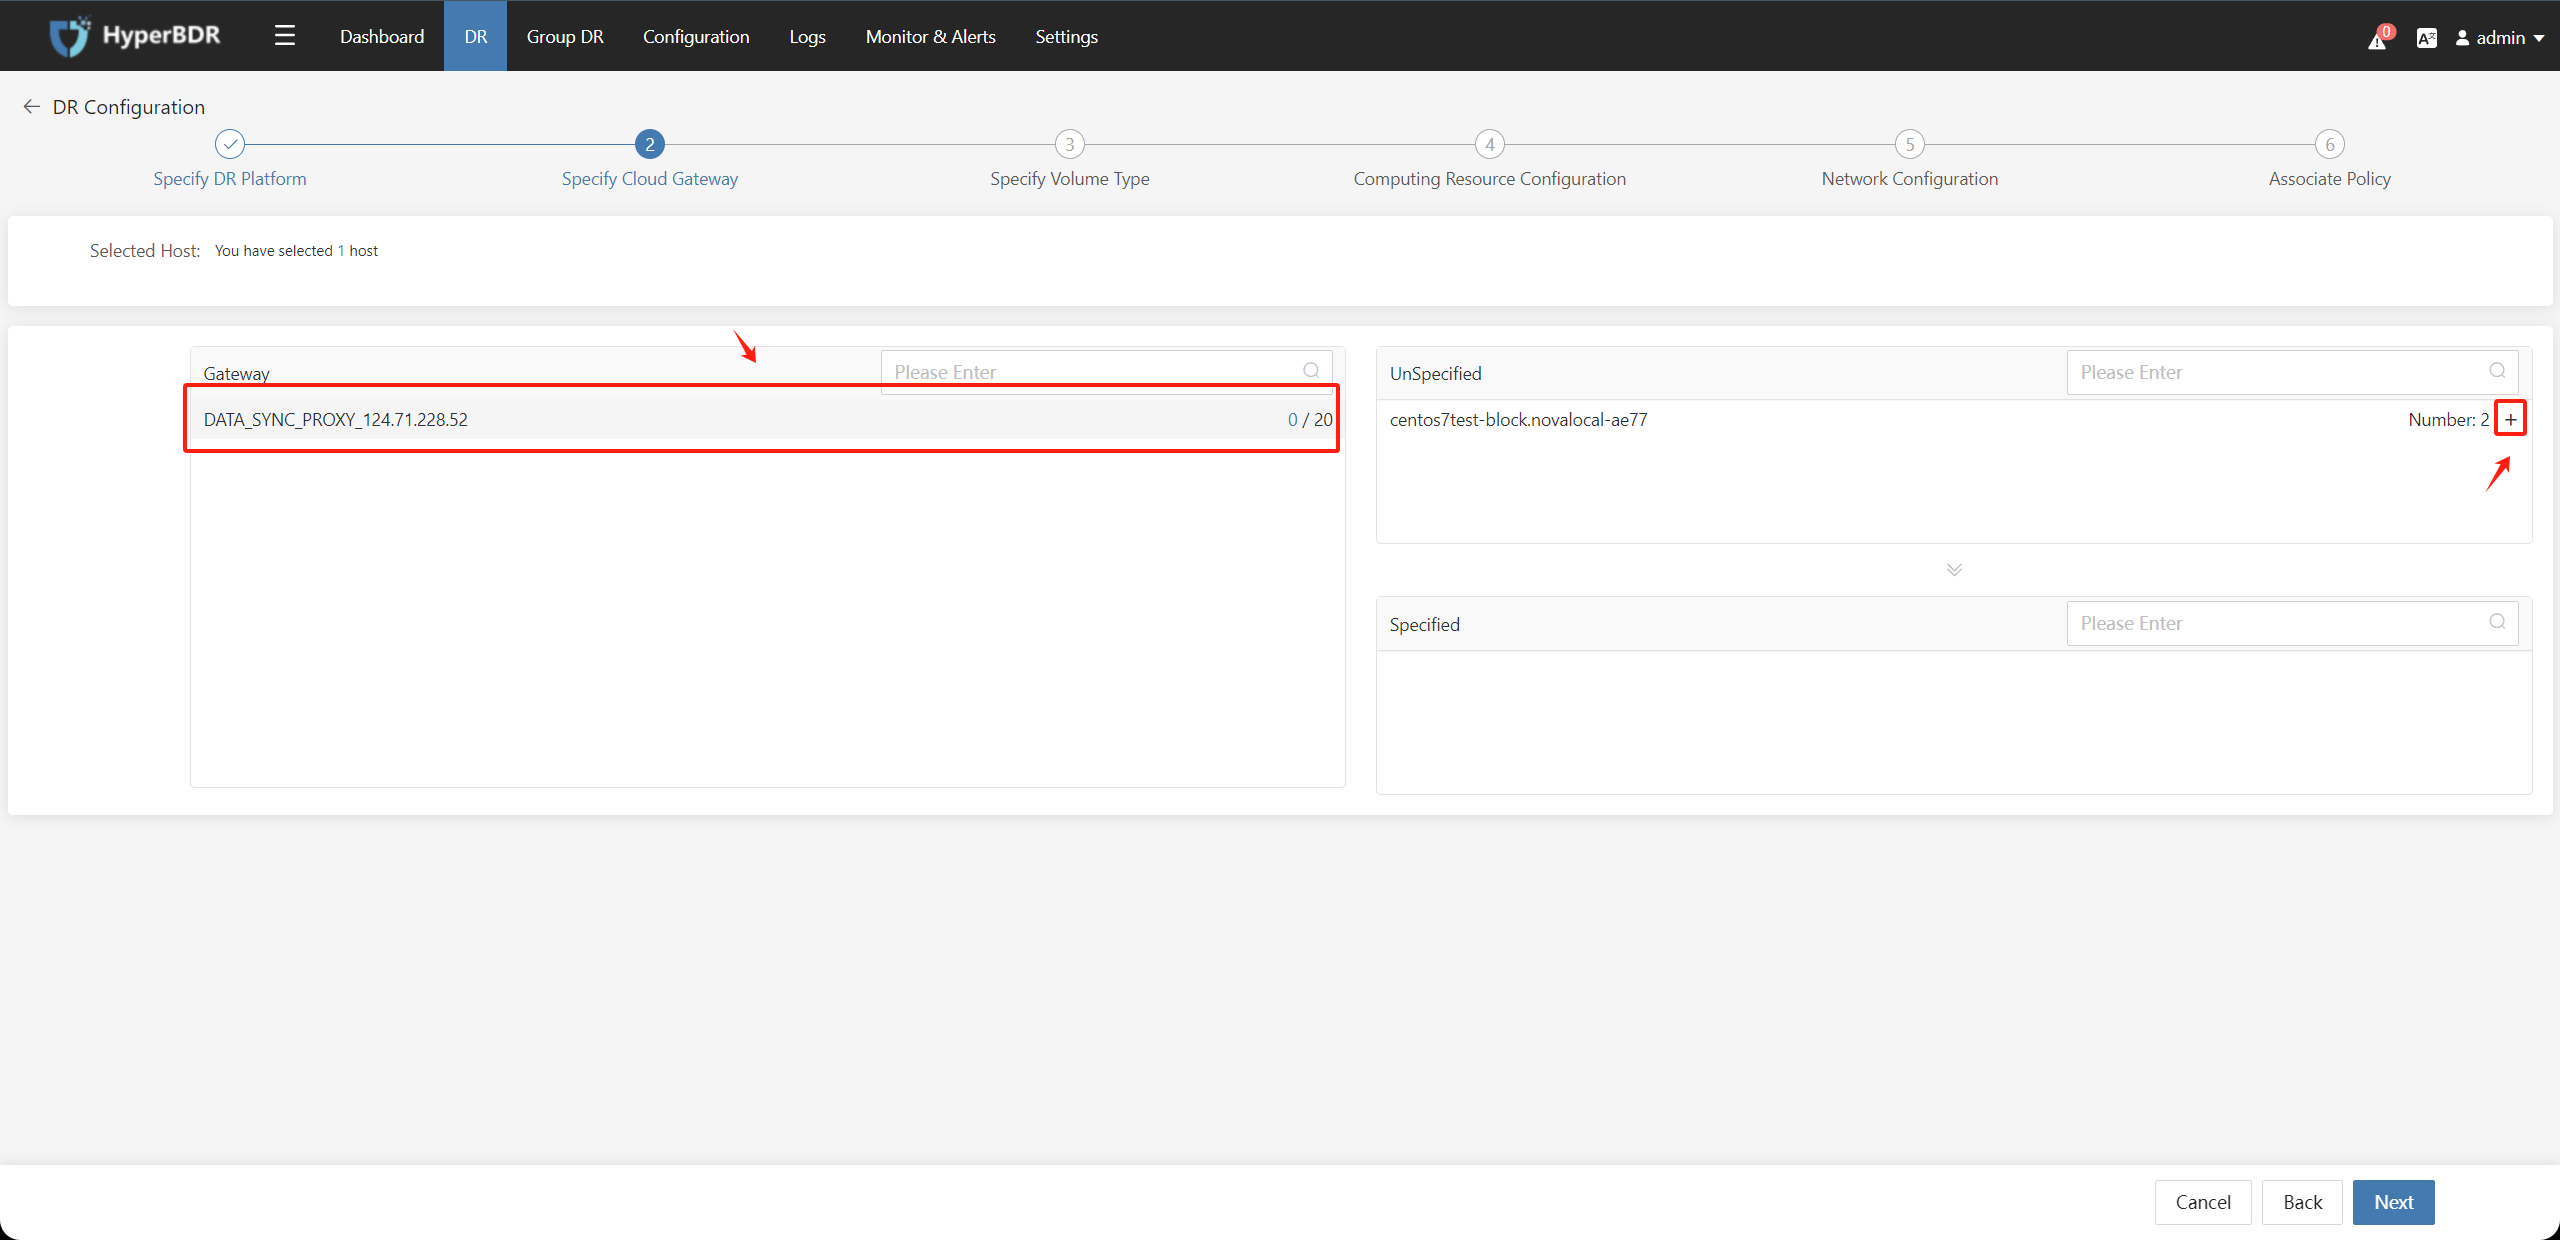 HyperBDR
Dashboard
DR
Group DR
Configuration
Logs
Monitor & Alerts
Settings
0
admin
DR Configuration
2
3
4
5
6
Specify DR Platform
Specify Cloud Gateway
Specify Volume Type
Computing Resource Configuration
Network Configuration
Associate Policy
Selected Host: You have selected 1 host
Gateway
Please Enter
DATA_SYNC_PROXY_124.71.228.52
0 / 20
UnSpecified
Please Enter
centos7test-block.novalocal-ae77
Number: 2 +
Specified
Please Enter
Cancel
Back
Next